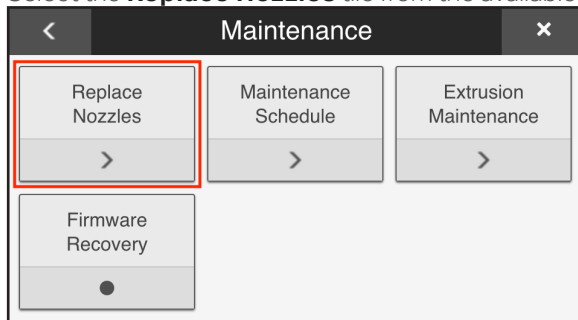 Select the Replace Nozzles tile from the available
Maintenance
Replace
Nozzles
Maintenance
Schedule
Extrusion
Maintenance
Firmware
Recovery